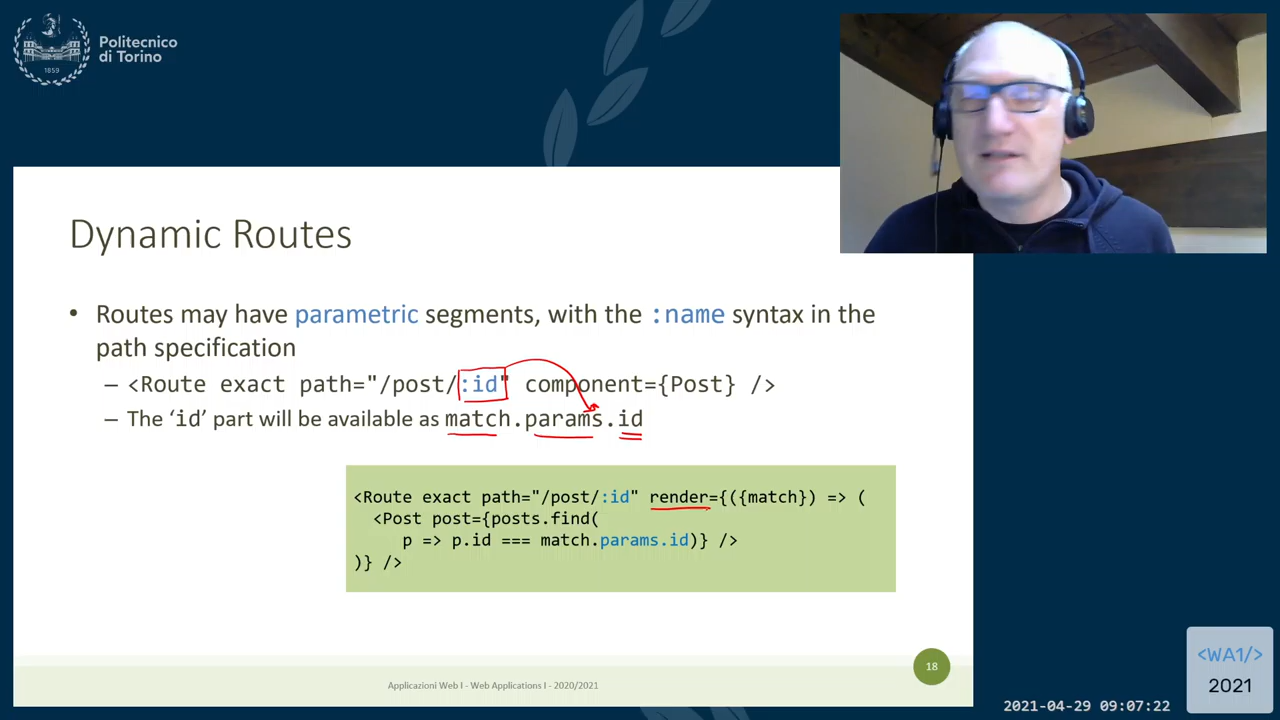 Politecnico
di Torino
1859
Dynamic Routes
• Routes may have parametric segments, with the :name syntax in the
path specification
– <Route exact path="/post/:id" component={Post} />
– The ‘id’ part will be available as match.params.id
<Route exact path="/post/:id" render={({match}) => (
<Post post={posts.find(
p => p.id === match.params.id)} />
)} />
18
Applicazioni Web I - Web Applications I - 2020/2021
<WA1/>
2021
2021-04-29 09:07:22